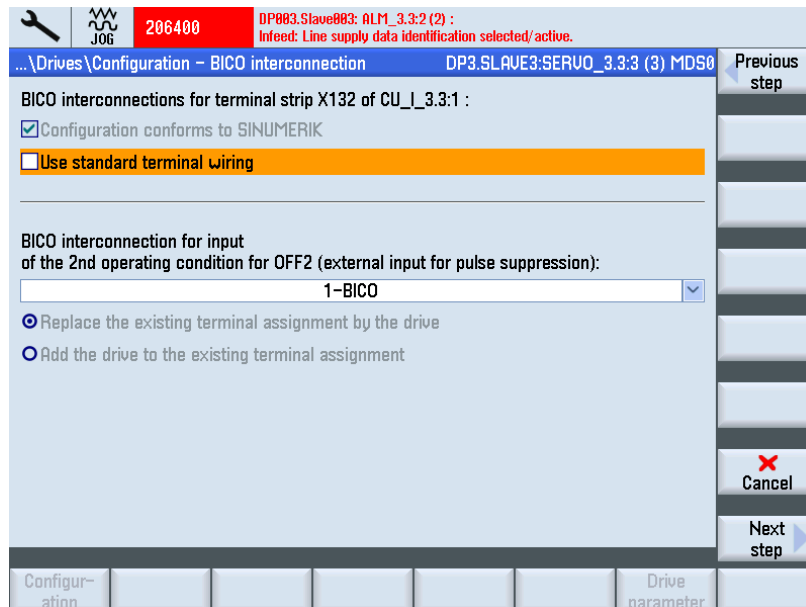 JOG
206400
DP003.Slave003: ALM_3.3:2 (2) :
Infeed: Line supply data identification selected/active.
...\Drives\Configuration - BICO interconnection DP3.SLAVE3:SERVO_3.3:3 (3) MDS0
Previous
step
BICO interconnections for terminal strip X132 of CU_I_3.3:1 :
Configuration conforms to SINUMERIK
Use standard terminal wiring
BICO interconnection for input
of the 2nd operating condition for OFF2 (external input for pulse suppression):
1-BICO
Replace the existing terminal assignment by the drive
Add the drive to the existing terminal assignment
Cancel
Next
step
Configur-
ation
Drive
parameter